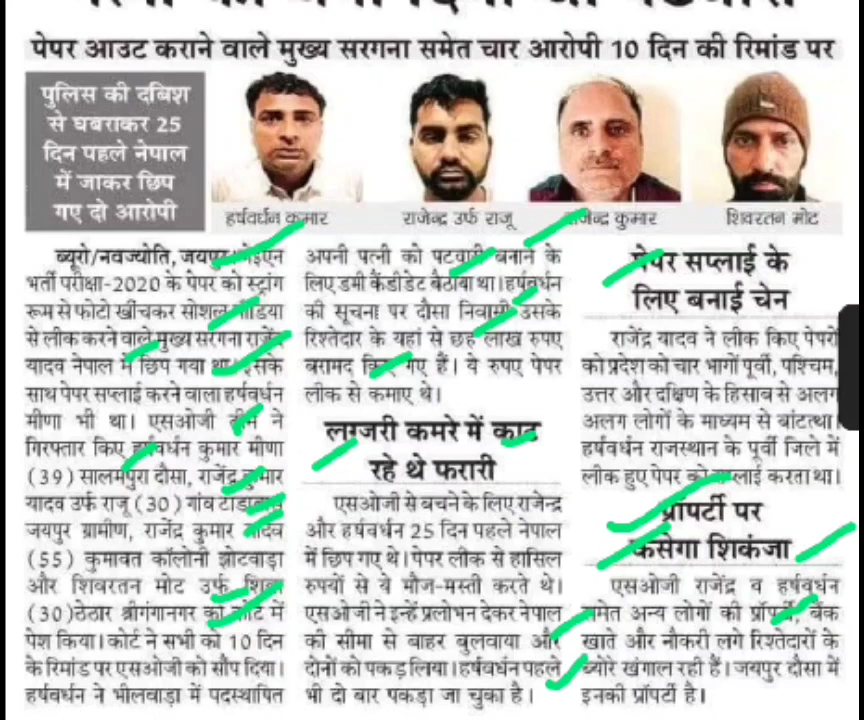 पेपर आउट कराने वाले मुख्य सरगना समेत चार आरोपी 10 दिन की रिमांड पर
पुलिस की दबिश
से घबराकर 25
दिन पहले नेपाल
में जाकर छिप
गए दो आरोपी
हर्षवर्धन कुमार
राजेन्द्र उर्फ राजू
राजेन्द्र कुमार
शिवरतन मोट
ब्यूरो/नवज्योति, जयपुर। जेईएन
भर्ती परीक्षा-2020 के पेपर को स्ट्रांग
रूम से फोटो खींचकर सोशल मीडिया
से लीक करने वाले मुख्य सरगना राजेन्द्र
यादव नेपाल में छिप गया था। इसके
साथ पेपर सप्लाई करने वाला हर्षवर्धन
मीणा भी था। एसओजी टीम ने
गिरफ्तार किए हर्षवर्धन कुमार मीणा
(39) सालमपुरा दौसा, राजेंद्र कुमार
यादव उर्फ राजू (30) गांव
जयपुर ग्रामीण, राजेंद्र कुमार यादव
(55) कुमावत कॉलोनी झोटवाड़ा
और शिवरतन मोट उर्फ शिवा
(30) ठेठार श्रीगंगानगर को कोर्ट में
पेश किया। कोर्ट ने सभी को 10 दिन
के रिमांड पर एसओजी को सौंप दिया।
हर्षवर्धन ने भीलवाड़ा में पदस्थापित
अपनी पत्नी को पटवारी बनाने के
लिए डमी कैंडीडेट बैठाया था। हर्षवर्धन
की सूचना पर दौसा निवासी उसके
रिश्तेदार के यहां से छह लाख रुपए
बरामद किए गए हैं। ये रुपए पेपर
लीक से कमाए थे।
लग्जरी कमरे में काट
रहे थे फरारी
एसओजी से बचने के लिए राजेन्द्र
और हर्षवर्धन 25 दिन पहले नेपाल
में छिप गए थे। पेपर लीक से हासिल
रुपयों से ये मौज-मस्ती करते थे।
एसओजी ने इन्हें प्रलोभन देकर नेपाल
की सीमा से बाहर बुलवाया और
दोनों को पकड़ लिया। हर्षवर्धन पहले
भी दो बार पकड़ा जा चुका है।
पेपर सप्लाई के
लिए बनाई चेन
राजेंद्र यादव ने लीक किए पेपरों
को प्रदेश को चार भागों पूर्वी, पश्चिम,
उत्तर और दक्षिण के हिसाब से अलग
अलग लोगों के माध्यम से बांटत्था।
हर्षवर्धन राजस्थान के पूर्वी जिले में
लीक हुए पेपर को सप्लाई करता था।
प्रॉपर्टी पर
कसेगा शिकंजा
एसओजी राजेंद्र व हर्षवर्धन
समेत अन्य लोगों की प्रॉपर्टी, बैंक
खाते और नौकरी लगे रिश्तेदारों के
ब्योरे खंगाल रही हैं। जयपुर दौसा में
इनकी प्रॉपर्टी है।